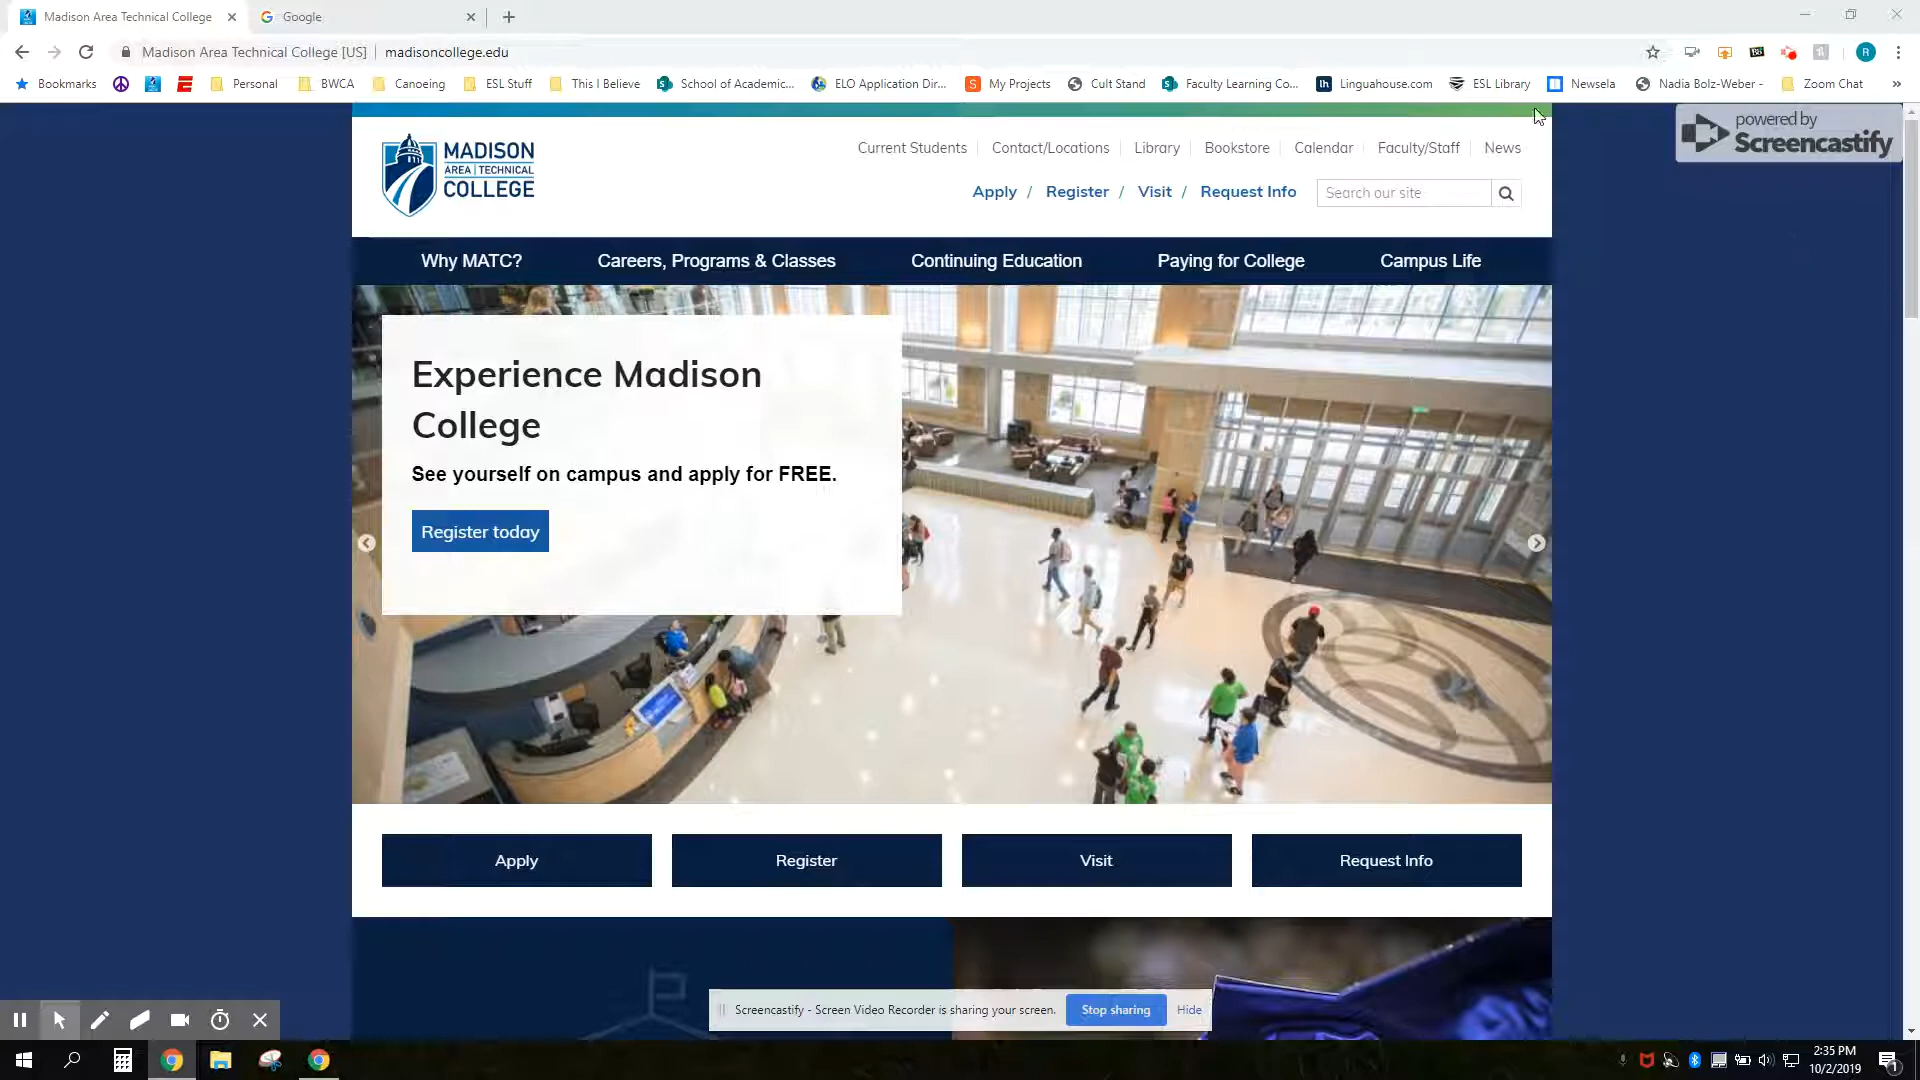 Madison Area Technical College
Google
Madison Area Technical College [US] | madisoncollege.edu
R
Bookmarks
Personal
BWCA
Canoeing
ESL Stuff
This I Believe
School of Academic...
ELO Application Dir...
My Projects
Cult Stand
Faculty Learning Co...
Linguahouse.com
ESL Library
Newsela
Nadia Bolz-Weber -
Zoom Chat
powered by
Screencastify
MADISON
AREA | TECHNICAL
COLLEGE
Current Students
Contact/Locations
Library
Bookstore
Calendar
Faculty/Staff
News
Apply / Register / Visit / Request Info
Search our site
Why MATC?
Careers, Programs & Classes
Continuing Education
Paying for College
Campus Life
Experience Madison
College
See yourself on campus and apply for FREE.
Register today
Apply
Register
Visit
Request Info
Screencastify - Screen Video Recorder is sharing your screen.
Stop sharing
Hide
2:35 PM
10/2/2019
1